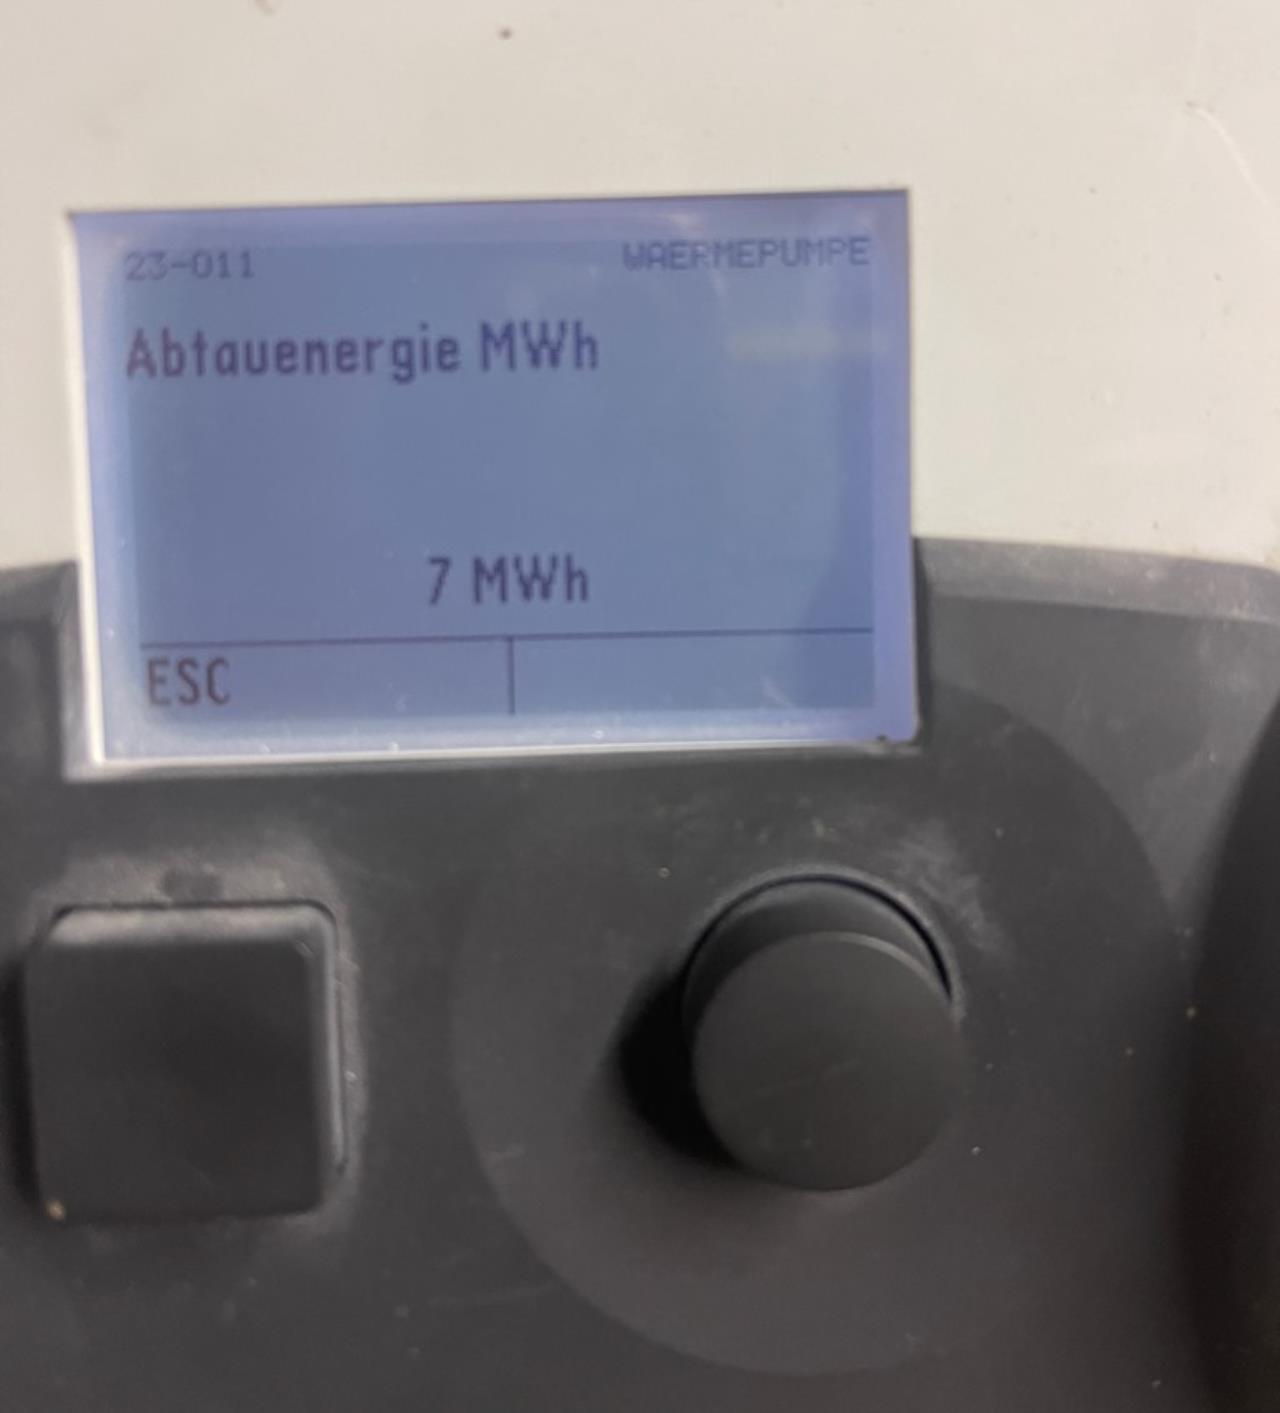 23-011 WAERMEPUMPE
Abtauenergie MWh
7 MWh
ESC